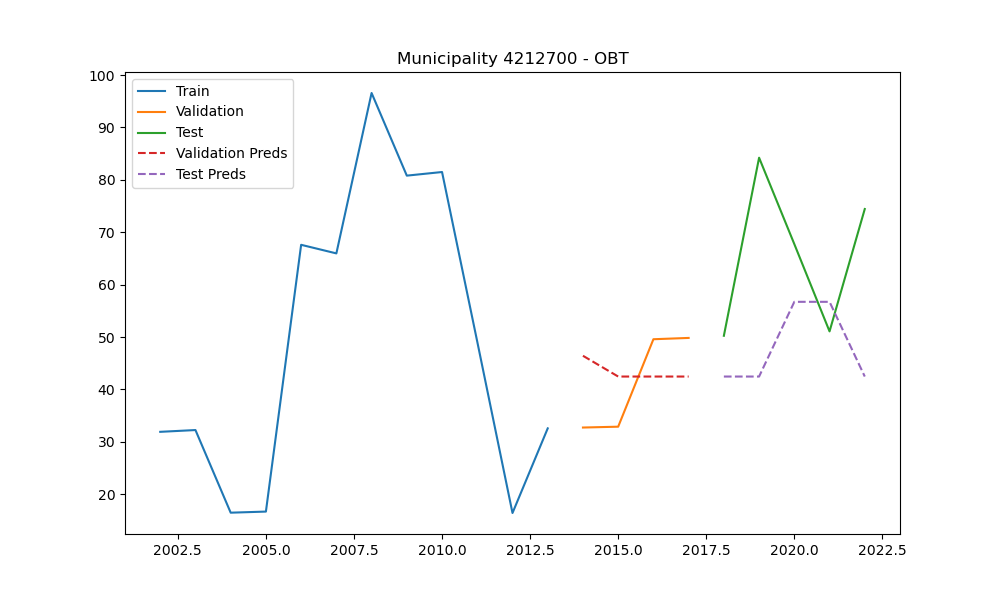 Municipality 4212700 - OBT
100
90
80
70
60
50
40
30
20
Train
Validation
Test
Validation Preds
Test Preds
2002.5 2005.0 2007.5 2010.0 2012.5 2015.0 2017.5 2020.0 2022.5